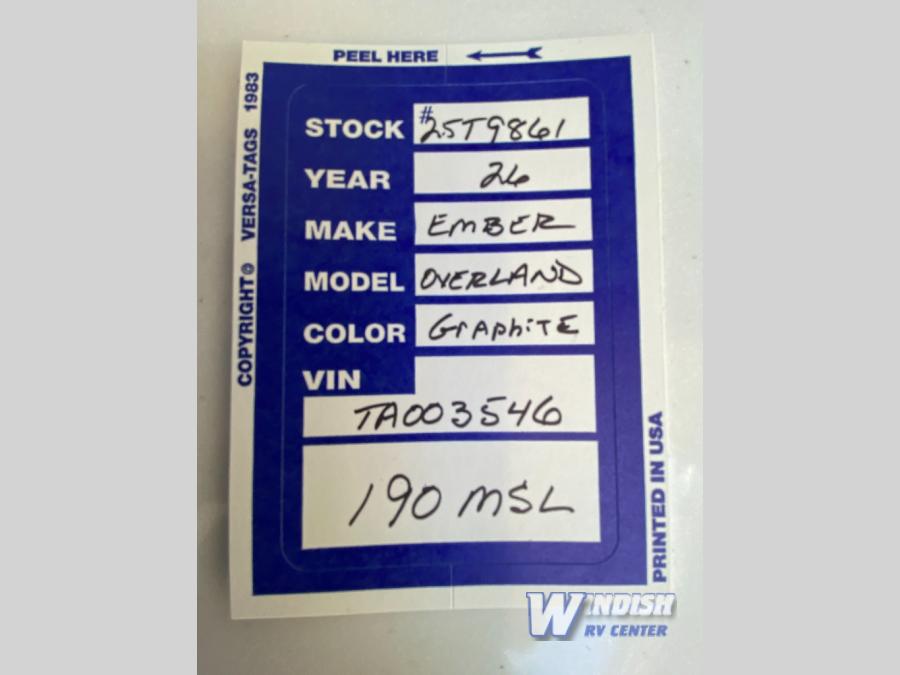 PEEL HERE
COPYRIGHT © VERSA-TAGS 1983
STOCK #25T9861
YEAR 26
MAKE EMBER
MODEL OVERLAND
COLOR GraphiTE
VIN
TA003546
190 MSL
PRINTED IN USA
WINDISH
RV CENTER